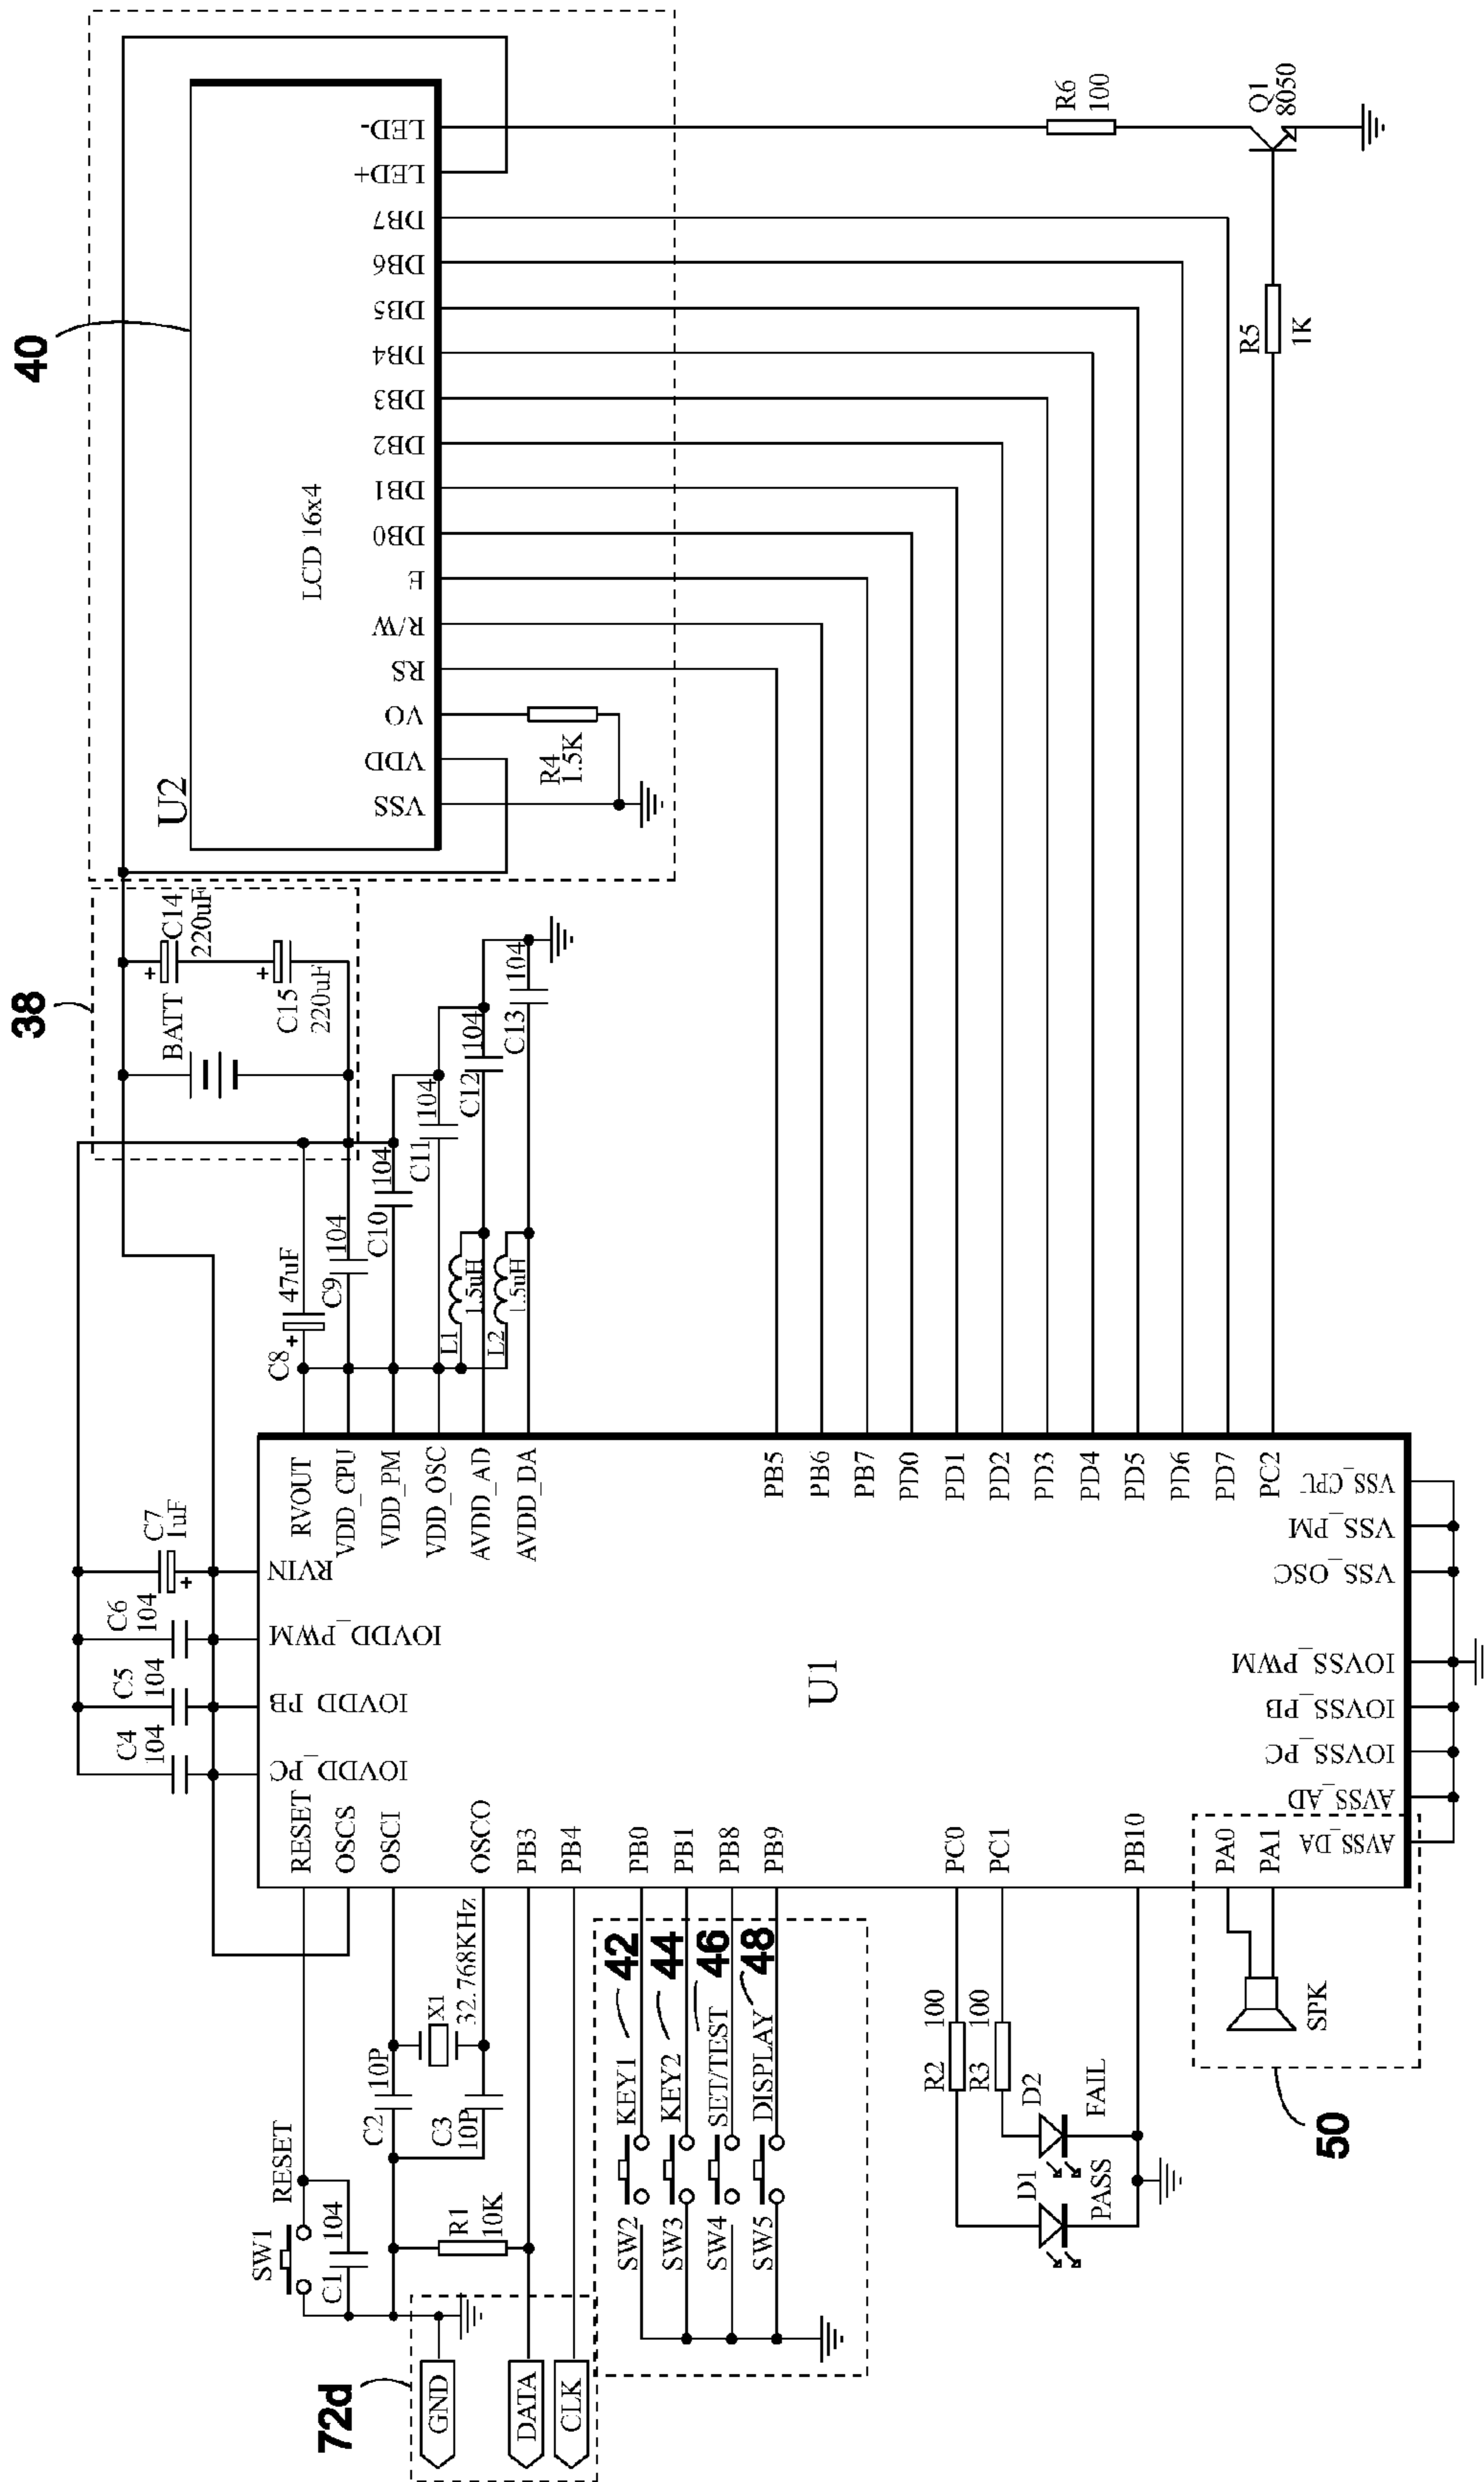 40
38
U2
LCD 16x4
VSS
VDD
VO
RS
R/W
E
DB0
DB1
DB2
DB3
DB4
DB5
DB6
DB7
LED+
LED-
R4
1.5K
R6
100
Q1
8050
R5
1K
BATT
+
C14
220uF
+
C15
220uF
C4
104
C5
104
C6
104
C7
1uF
+
C8
+
47uF
C9
104
C10
104
C11
104
C12
104
C13
104
L1
1.5uH
L2
1.5uH
U1
IOVDD_PC
IOVDD_PB
IOVDD_PWM
RVIN
RVOUT
VDD_CPU
VDD_PM
VDD_OSC
AVDD_AD
AVDD_DA
PB5
PB6
PB7
PD0
PD1
PD2
PD3
PD4
PD5
PD6
PD7
PC2
RESET
OSCS
OSCI
OSCO
PB3
PB4
PB0
PB1
PB8
PB9
PC0
PC1
PB10
PA0
PA1
AVSS_DA
AVSS_AD
IOVSS_PC
IOVSS_PB
IOVSS_PWM
VSS_OSC
VSS_PM
VSS_CPU
SW1
RESET
C1
104
C2
10P
C3
10P
X1
32.768KHz
R1
10K
72d
GND
DATA
CLK
SW2
KEY1
42
SW3
KEY2
44
SW4
SET/TEST
46
SW5
DISPLAY
48
R2
100
R3
100
D1
PASS
D2
FAIL
SPK
50